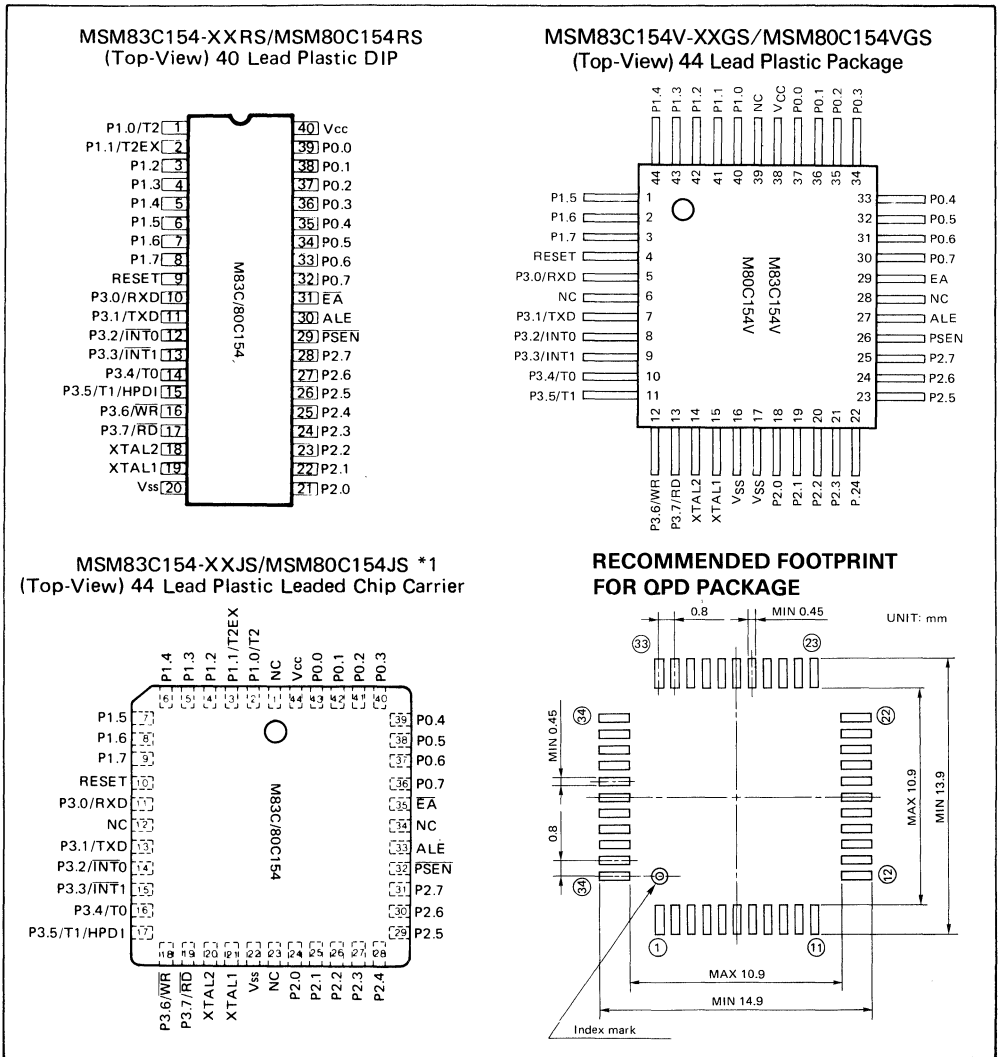 MSM83C154-XXRS/MSM80C154RS
(Top-View) 40 Lead Plastic DIP
P1.0/T2 1
P1.1/T2EX 2
P1.2 3
P1.3 4
P1.4 5
P1.5 6
P1.6 7
P1.7 8
RESET 9
P3.0/RXD 10
P3.1/TXD 11
P3.2/INT0 12
P3.3/INT1 13
P3.4/T0 14
P3.5/T1/HPDI 15
P3.6/WR 16
P3.7/RD 17
XTAL2 18
XTAL1 19
Vss 20
M83C/80C154
40 Vcc
39 P0.0
38 P0.1
37 P0.2
36 P0.3
35 P0.4
34 P0.5
33 P0.6
32 P0.7
31 EA
30 ALE
29 PSEN
28 P2.7
27 P2.6
26 P2.5
25 P2.4
24 P2.3
23 P2.2
22 P2.1
21 P2.0
MSM83C154V-XXGS/MSM80C154VGS
(Top-View) 44 Lead Plastic Package
P1.4 P1.3 P1.2 P1.1 P1.0 NC VCC P0.0 P0.1 P0.2 P0.3
44 43 42 41 40 39 38 37 36 35 34
P1.5 1
P1.6 2
P1.7 3
RESET 4
P3.0/RXD 5
NC 6
P3.1/TXD 7
P3.2/INT0 8
P3.3/INT1 9
P3.4/T0 10
P3.5/T1 11
M83C154V
M80C154V
33 P0.4
32 P0.5
31 P0.6
30 P0.7
29 EA
28 NC
27 ALE
26 PSEN
25 P2.7
24 P2.6
23 P2.5
12 13 14 15 16 17 18 19 20 21 22
P3.6/WR P3.7/RD XTAL2 XTAL1 VSS VSS P2.0 P2.1 P2.2 P2.3 P.24
MSM83C154-XXJS/MSM80C154JS *1
(Top-View) 44 Lead Plastic Leaded Chip Carrier
P1.4 P1.3 P1.2 P1.1/T2EX P1.0/T2 NC Vcc P0.0 P0.1 P0.2 P0.3
6 5 4 3 2 1 44 43 42 41 40
P1.5 7
P1.6 8
P1.7 9
RESET 10
P3.0/RXD 11
NC 12
P3.1/TXD 13
P3.2/INT0 14
P3.3/INT1 15
P3.4/T0 16
P3.5/T1/HPDI 17
M83C/80C154
39 P0.4
38 P0.5
37 P0.6
36 P0.7
35 EA
34 NC
33 ALE
32 PSEN
31 P2.7
30 P2.6
29 P2.5
18 19 20 21 22 23 24 25 26 27 28
P3.6/WR P3.7/RD XTAL2 XTAL1 Vss NC P2.0 P2.1 P2.2 P2.3 P2.4
RECOMMENDED FOOTPRINT
FOR QPD PACKAGE
0.8 MIN 0.45
UNIT: mm
33 23
34 22
MIN 0.45
0.8
MAX 10.9
MIN 13.9
34 12
1 11
MAX 10.9
MIN 14.9
Index mark